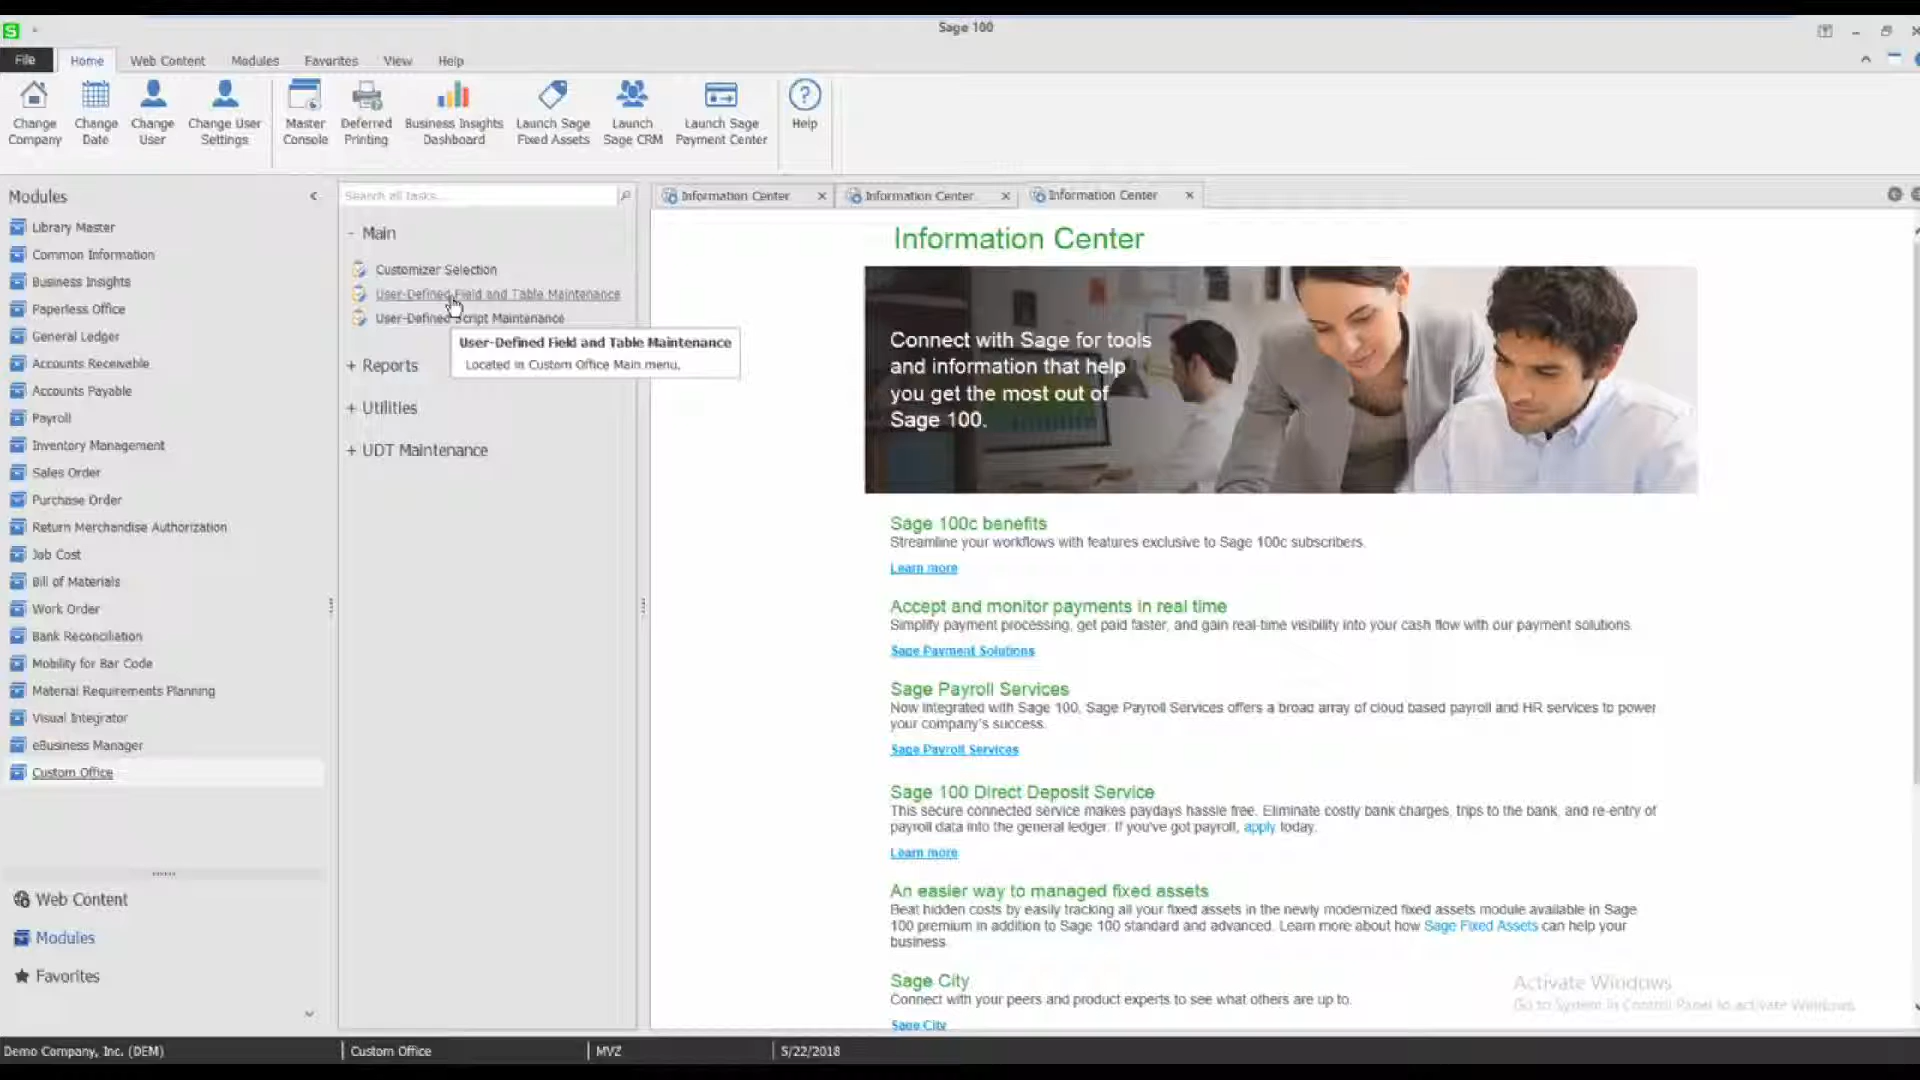 Sage 100
File Home Web Content Modules Favorites View Help
Change Company
Change Date
Change User
Change User Settings
Master Console
Deferred Printing
Business Insights Dashboard
Launch Sage Fixed Assets
Launch Sage CRM
Launch Sage Payment Center
Help
Modules
Library Master
Common Information
Business Insights
Paperless Office
General Ledger
Accounts Receivable
Accounts Payable
Payroll
Inventory Management
Sales Order
Purchase Order
Return Merchandise Authorization
Job Cost
Bill of Materials
Work Order
Bank Reconciliation
Mobility for Bar Code
Material Requirements Planning
Visual Integrator
eBusiness Manager
Custom Office
Web Content
Modules
Favorites
Search all tasks...
- Main
Customizer Selection
User-Defined Field and Table Maintenance
User-Defined Script Maintenance
User-Defined Field and Table Maintenance
Located in Custom Office Main menu.
+ Reports
+ Utilities
+ UDT Maintenance
Information Center
Information Center
Information Center
Information Center
Connect with Sage for tools
and information that help
you get the most out of
Sage 100.
Sage 100c benefits
Streamline your workflows with features exclusive to Sage 100c subscribers.
Learn more
Accept and monitor payments in real time
Simplify payment processing, get paid faster, and gain real-time visibility into your cash flow with our payment solutions.
Sage Payment Solutions
Sage Payroll Services
Now integrated with Sage 100, Sage Payroll Services offers a broad array of cloud based payroll and HR services to power
your company's success.
Sage Payroll Services
Sage 100 Direct Deposit Service
This secure connected service makes paydays hassle free. Eliminate costly bank charges, trips to the bank, and re-entry of
payroll data into the general ledger. If you've got payroll, apply today.
Learn more
An easier way to managed fixed assets
Beat hidden costs by easily tracking all your fixed assets in the newly modernized fixed assets module available in Sage
100 premium in addition to Sage 100 standard and advanced. Learn more about how Sage Fixed Assets can help your
business.
Sage City
Connect with your peers and product experts to see what others are up to.
Sage City
Activate Windows
Go to System in Control Panel to activate Windows.
Demo Company, Inc. (DEM)
Custom Office
MVZ
5/22/2018